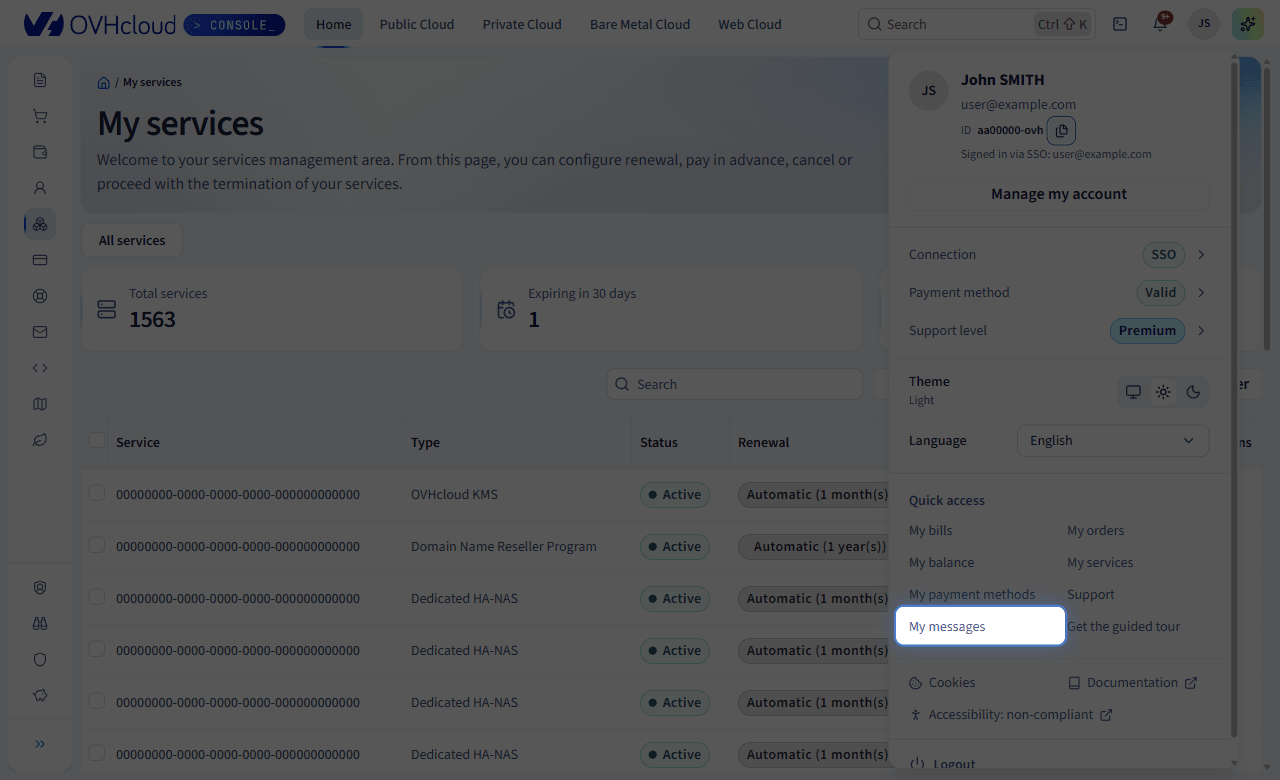 OVHcloud > CONSOLE_ Home Public Cloud Private Cloud Bare Metal Cloud Web Cloud Search Ctrl K 9+ JS
/ My services
My services
Welcome to your services management area. From this page, you can configure renewal, pay in advance, cancel or
proceed with the termination of your services.
All services
Total services
1563
Expiring in 30 days
1
Search
Service Type Status Renewal
00000000-0000-0000-0000-000000000000 OVHcloud KMS Active Automatic (1 month(s)
00000000-0000-0000-0000-000000000000 Domain Name Reseller Program Active Automatic (1 year(s))
00000000-0000-0000-0000-000000000000 Dedicated HA-NAS Active Automatic (1 month(s)
00000000-0000-0000-0000-000000000000 Dedicated HA-NAS Active Automatic (1 month(s)
00000000-0000-0000-0000-000000000000 Dedicated HA-NAS Active Automatic (1 month(s)
00000000-0000-0000-0000-000000000000 Dedicated HA-NAS Active Automatic (1 month(s)
JS
John SMITH
user@example.com
ID aa00000-ovh
Signed in via SSO: user@example.com
Manage my account
Connection SSO
Payment method Valid
Support level Premium
Theme
Light
Language English
Quick access
My bills My orders
My balance My services
My payment methods Support
My messages Get the guided tour
Cookies Documentation
Accessibility: non-compliant
Logout